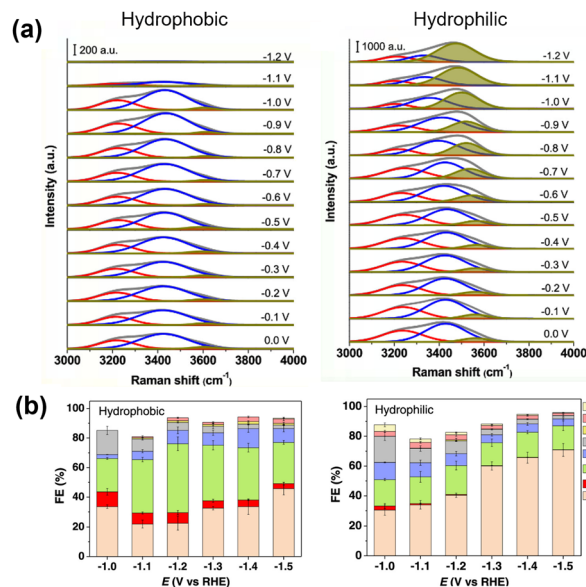 Hydrophobic
Hydrophilic
(a)
200 a.u.
-1.1 V
-1.2 V
-1.0 V
-0.9 V
-0.8 V
-0.7 V
-0.6 V
-0.5 V
-0.4 V
-0.3 V
-0.2 V
-0.1 V
0.0 V
Intensity (a.u.)
3000 3200 3400 3600 3800 4000
Raman shift (cm⁻¹)
1000 a.u.
-1.2 V
-1.1 V
-1.0 V
-0.9 V
-0.8 V
-0.7 V
-0.6 V
-0.5 V
-0.4 V
-0.3 V
-0.2 V
-0.1 V
0.0 V
Intensity (a.u.)
3000 3200 3400 3600 3800 4000
Raman shift (cm⁻¹)
(b)
Hydrophobic
FE (%)
100
80
60
40
20
0
-1.0 -1.1 -1.2 -1.3 -1.4 -1.5
E (V vs RHE)
Hydrophilic
FE (%)
100
80
60
40
20
0
-1.0 -1.1 -1.2 -1.3 -1.4 -1.5
E (V vs RHE)